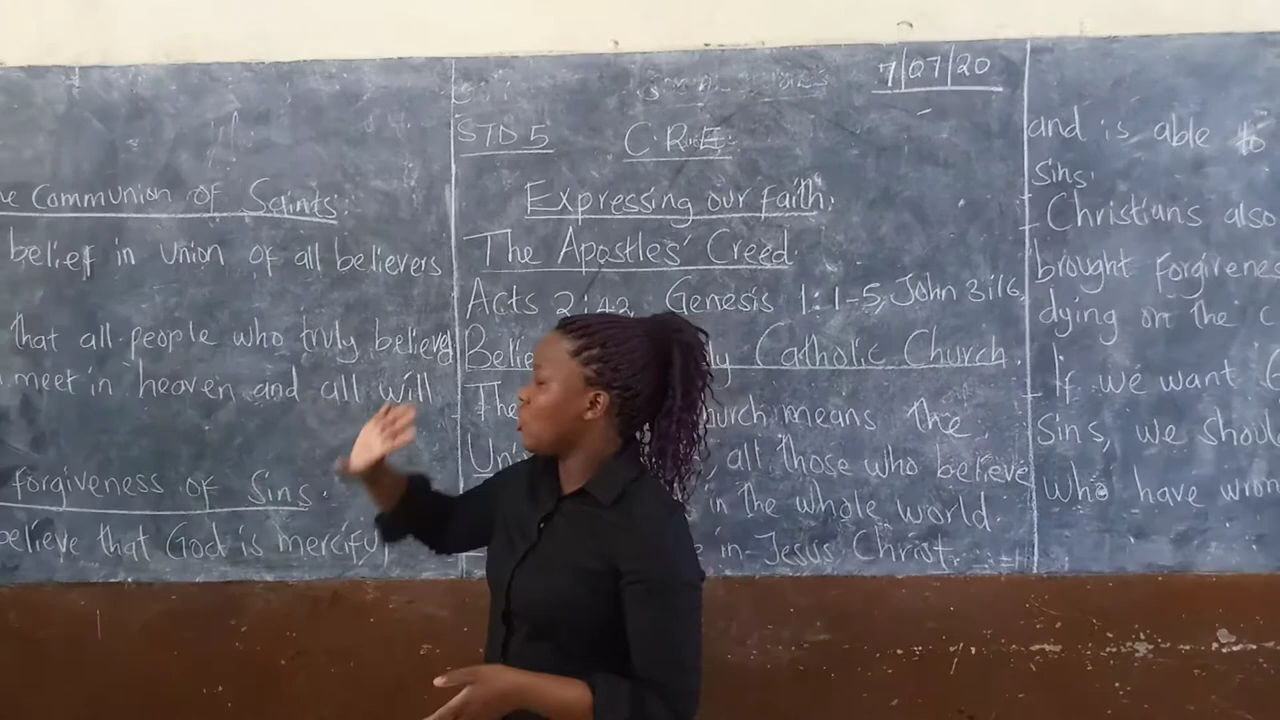 he Communion of Saints.
belief in union of all believers
that all people who truly believe
meet in heaven and all will
forgiveness of Sins.
believe that God is merciful
7/07/20
STD 5 C.R.E.
Expressing our faith.
The Apostles' Creed
Acts 2:42, Genesis 1:1-5, John 3:16,
Catholic Church.
means the
all those who believe
in the whole world.
in Jesus Christ.
and is able to
Sins.
- Christians also
brought forgivenes
dying on the c
- If we want G
Sins, we shoul
who have wron